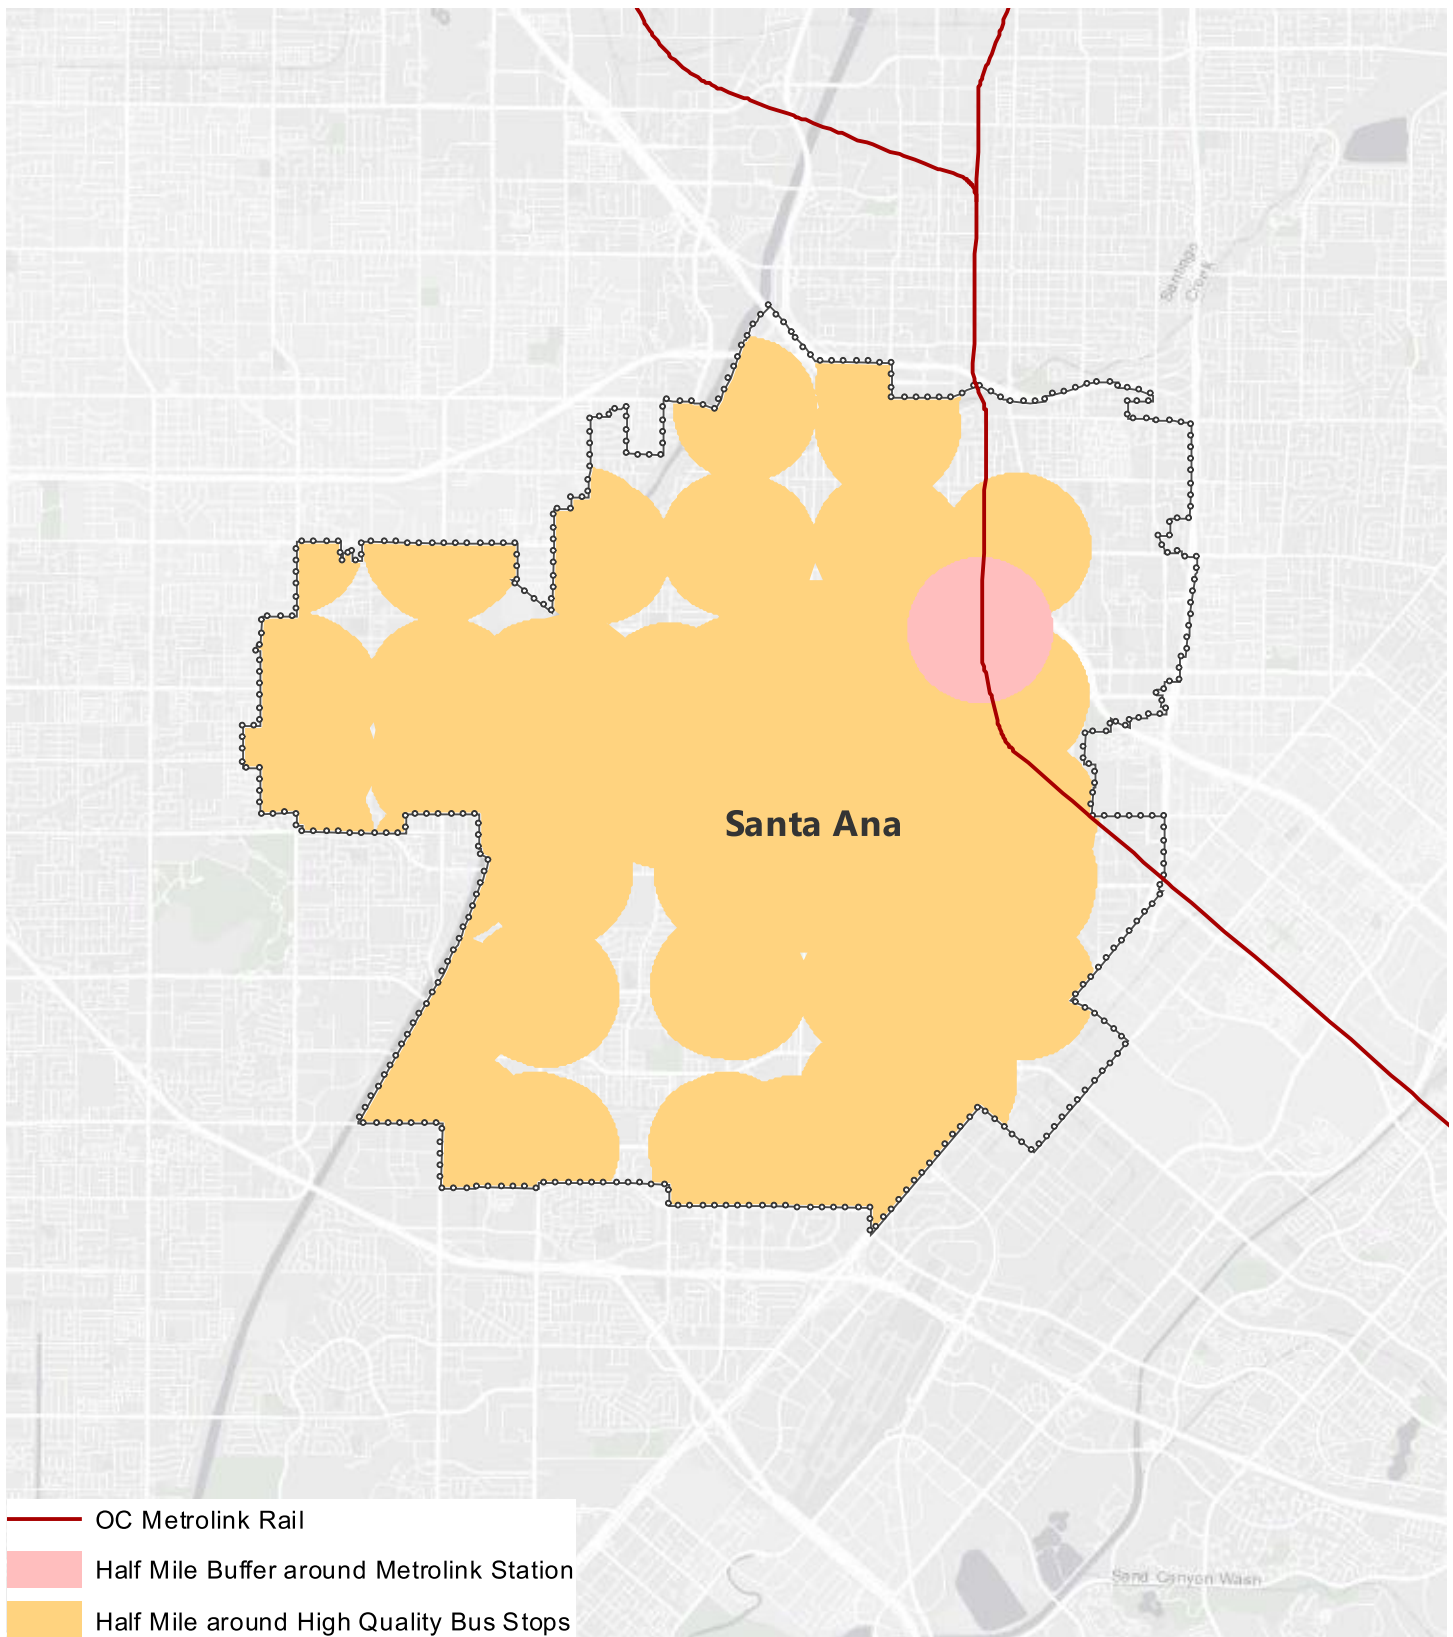 Santiago
Creek
Santa Ana
OC Metrolink Rail
Half Mile Buffer around Metrolink Station
Half Mile around High Quality Bus Stops
Sand Canyon Wash